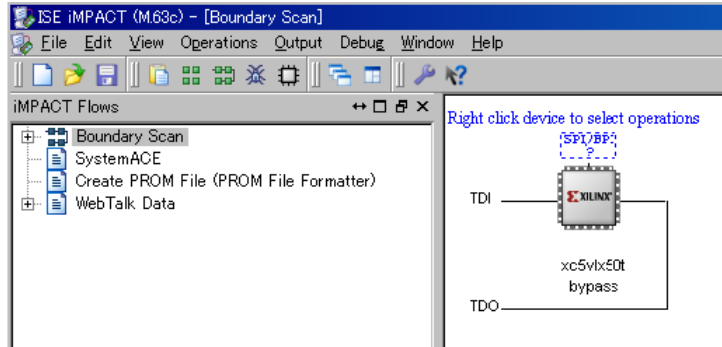 ISE iMPACT (M.63c) - [Boundary Scan]
File Edit View Operations Output Debug Window Help
iMPACT Flows
Boundary Scan
SystemACE
Create PROM File (PROM File Formatter)
WebTalk Data
Right click device to select operations
SPI/BPI
?
TDI
XILINX
xc5vlx50t
bypass
TDO